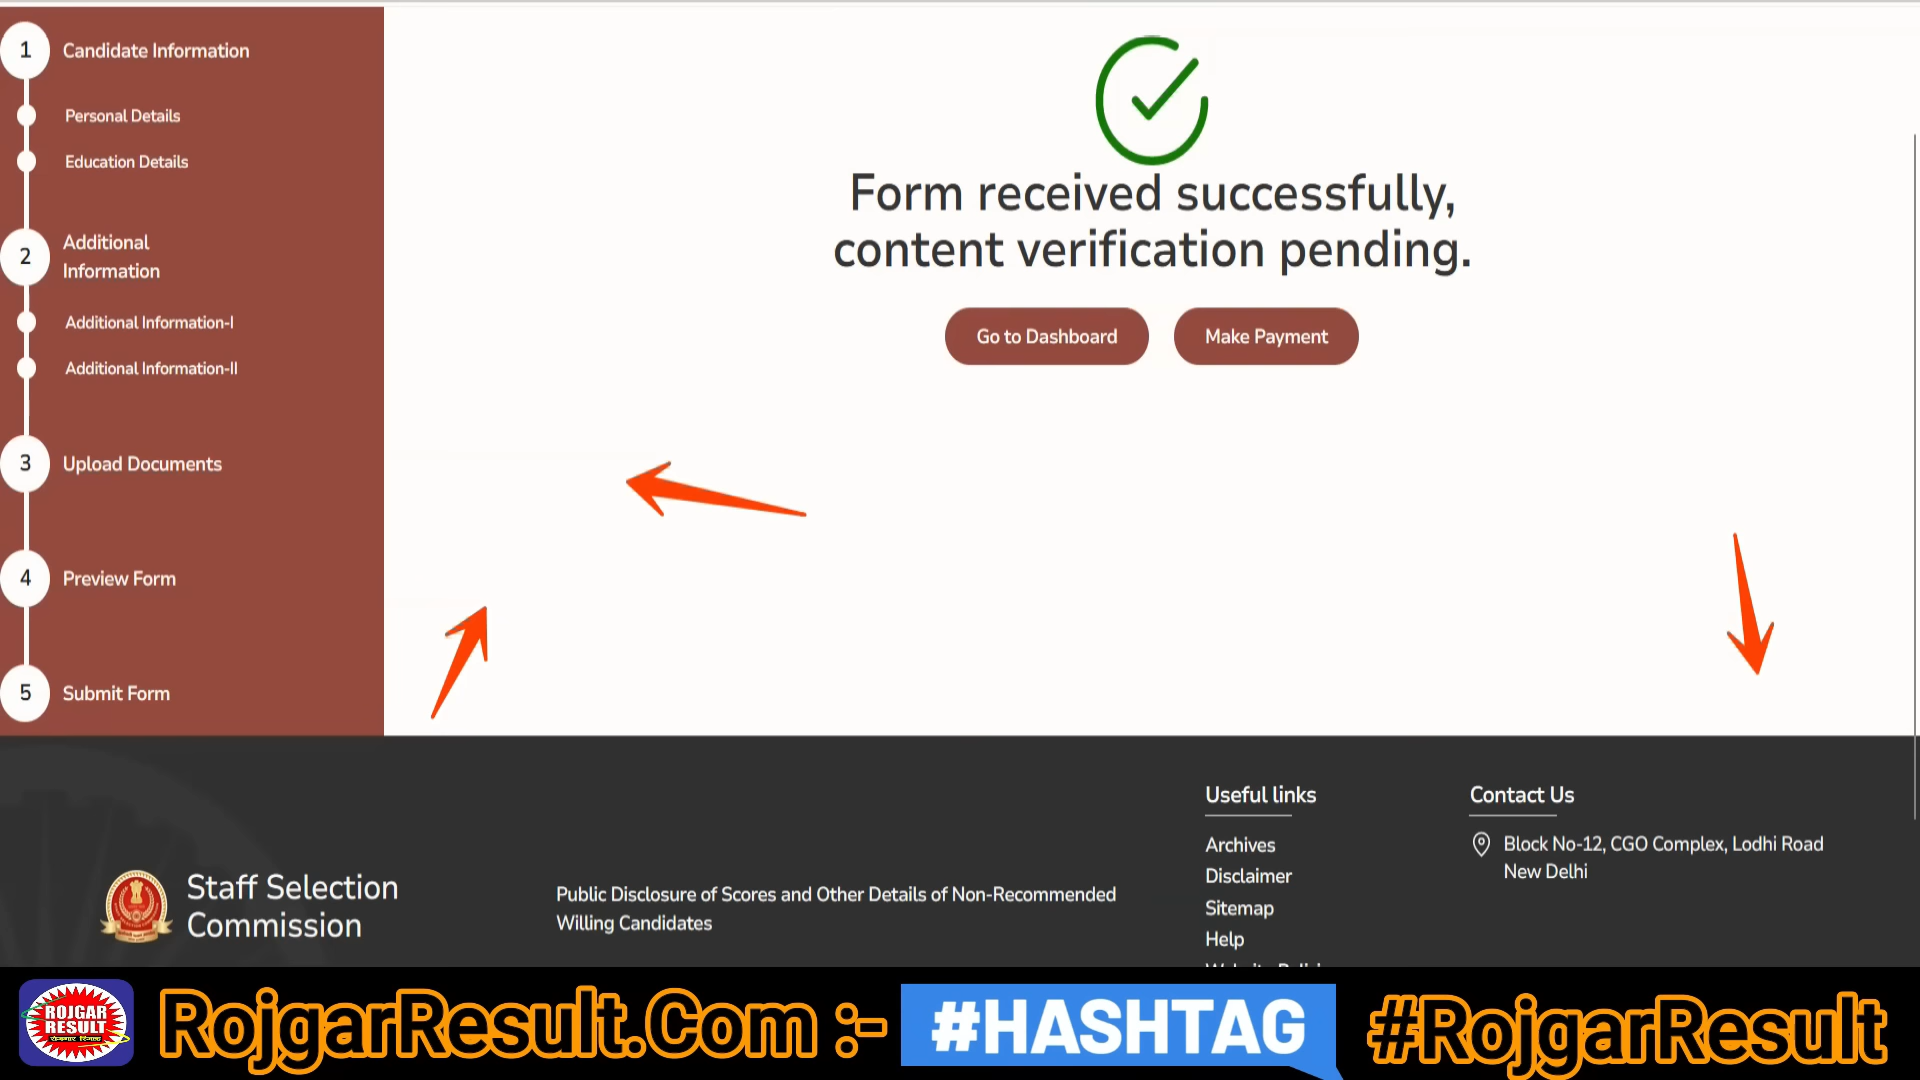 1 Candidate Information
Personal Details
Education Details
2 Additional
Information
Additional Information-I
Additional Information-II
3 Upload Documents
4 Preview Form
5 Submit Form
Form received successfully,
content verification pending.
Go to Dashboard Make Payment
Staff Selection
Commission
Public Disclosure of Scores and Other Details of Non-Recommended
Willing Candidates
Useful links
Archives
Disclaimer
Sitemap
Help
Contact Us
Block No-12, CGO Complex, Lodhi Road
New Delhi
ROJGAR
RESULT
RojgarResult.Com :- #HASHTAG #RojgarResult